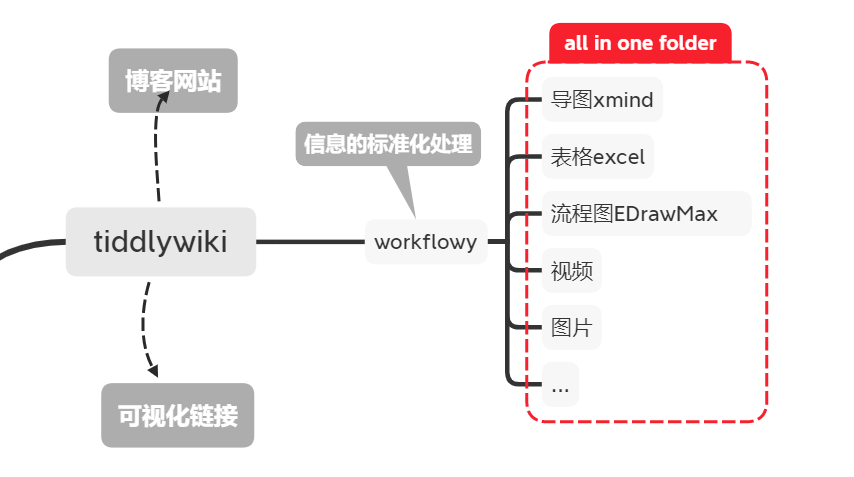 all in one folder
博客网站
导图xmind
信息的标准化处理
表格excel
流程图EDrawMax
tiddlywiki
workflowy
视频
图片
...
可视化链接